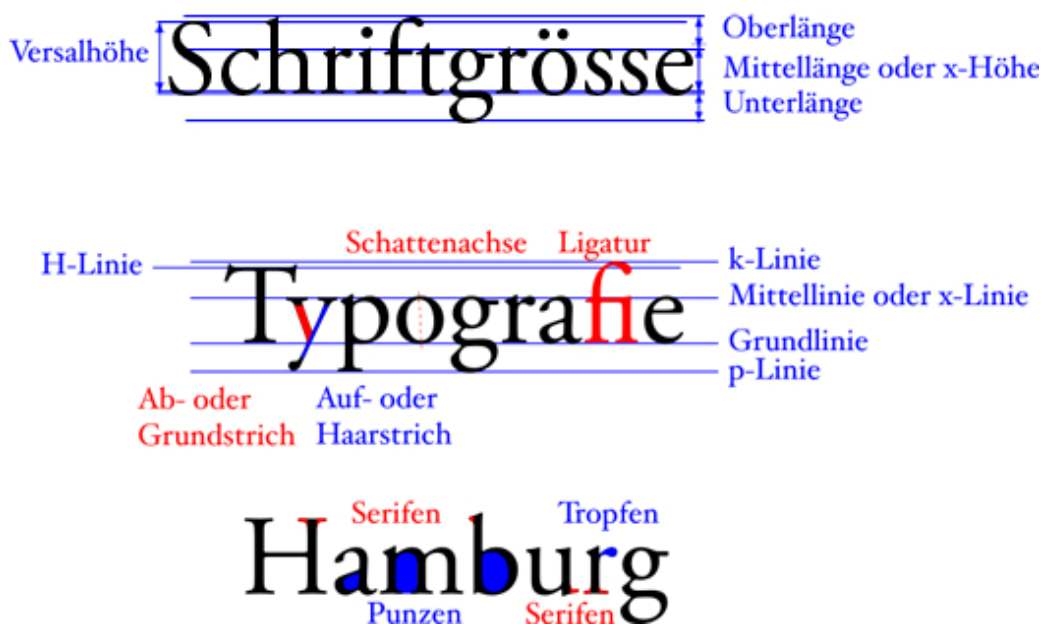 Oberlänge
Versalhöhe
Schriftgrösse
Mittellänge oder x-Höhe
Unterlänge
Schattenachse Ligatur
H-Linie
k-Linie
Typografie
Mittellinie oder x-Linie
Grundlinie
p-Linie
Ab- oder
Grundstrich
Auf- oder
Haarstrich
Serifen
Tropfen
Hamburg
Punzen
Serifen